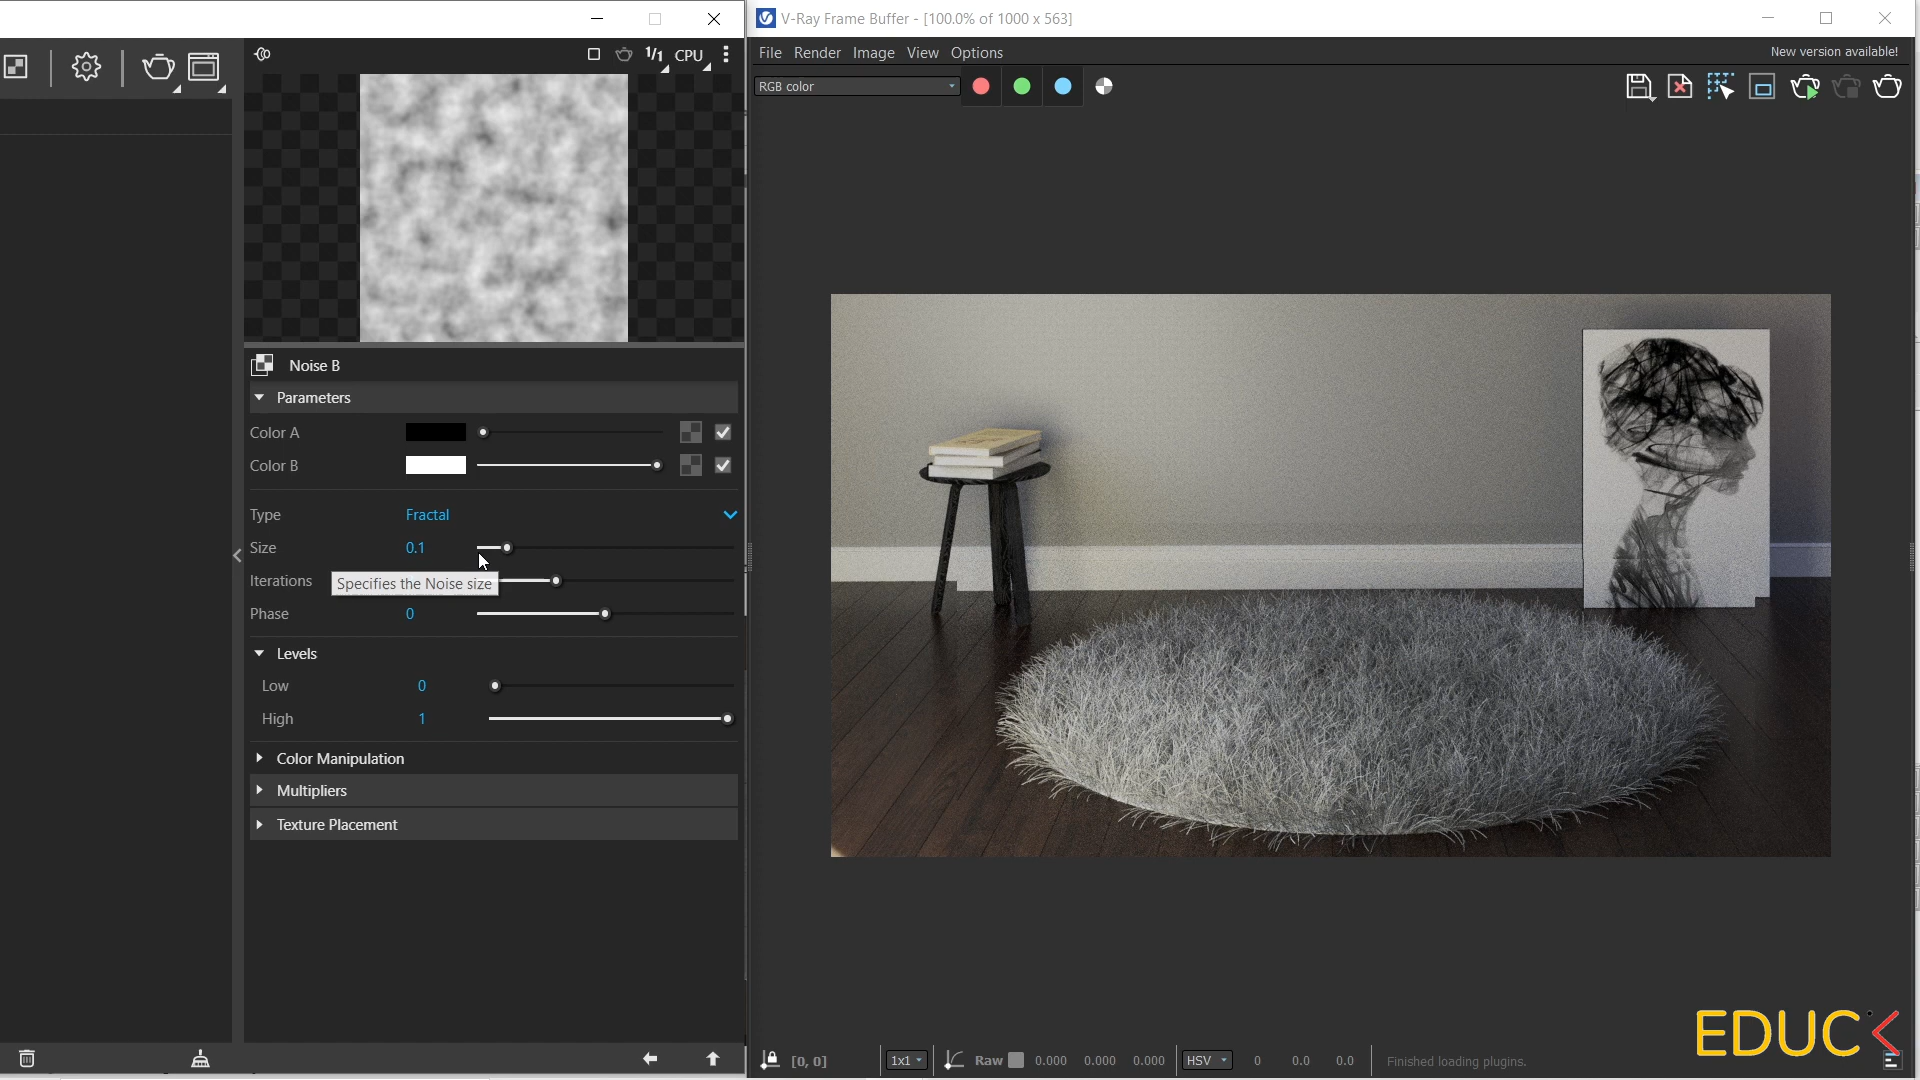 V-Ray Frame Buffer - [100.0% of 1000 x 563]
1/1 CPU
File Render Image View Options
New version available!
RGB color
Noise B
Parameters
Color A
Color B
Type Fractal
Size 0.1
Iterations
Specifies the Noise size
Phase 0
Levels
Low 0
High 1
Color Manipulation
Multipliers
Texture Placement
[0, 0]
1x1
Raw 0.000 0.000 0.000
HSV 0 0.0 0.0
Finished loading plugins.
EDUC